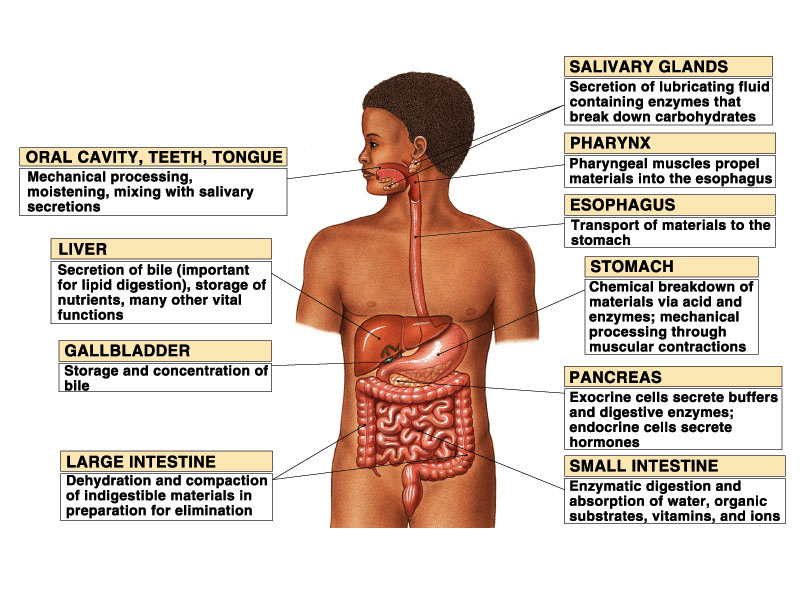 SALIVARY GLANDS
Secretion of lubricating fluid
containing enzymes that
break down carbohydrates
ORAL CAVITY, TEETH, TONGUE
Mechanical processing,
moistening, mixing with salivary
secretions
PHARYNX
Pharyngeal muscles propel
materials into the esophagus
ESOPHAGUS
Transport of materials to the
stomach
LIVER
Secretion of bile (important
for lipid digestion), storage of
nutrients, many other vital
functions
STOMACH
Chemical breakdown of
materials via acid and
enzymes; mechanical
processing through
muscular contractions
GALLBLADDER
Storage and concentration of
bile
PANCREAS
Exocrine cells secrete buffers
and digestive enzymes;
endocrine cells secrete
hormones
LARGE INTESTINE
Dehydration and compaction
of indigestible materials in
preparation for elimination
SMALL INTESTINE
Enzymatic digestion and
absorption of water, organic
substrates, vitamins, and ions